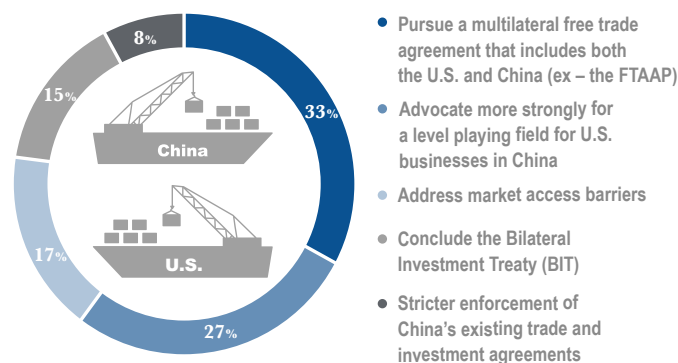 8%
15%
33%
China
U.S.
17%
27%
Pursue a multilateral free trade
agreement that includes both
the U.S. and China (ex – the FTAAP)
Advocate more strongly for
a level playing field for U.S.
businesses in China
Address market access barriers
Conclude the Bilateral
Investment Treaty (BIT)
Stricter enforcement of
China's existing trade and
investment agreements